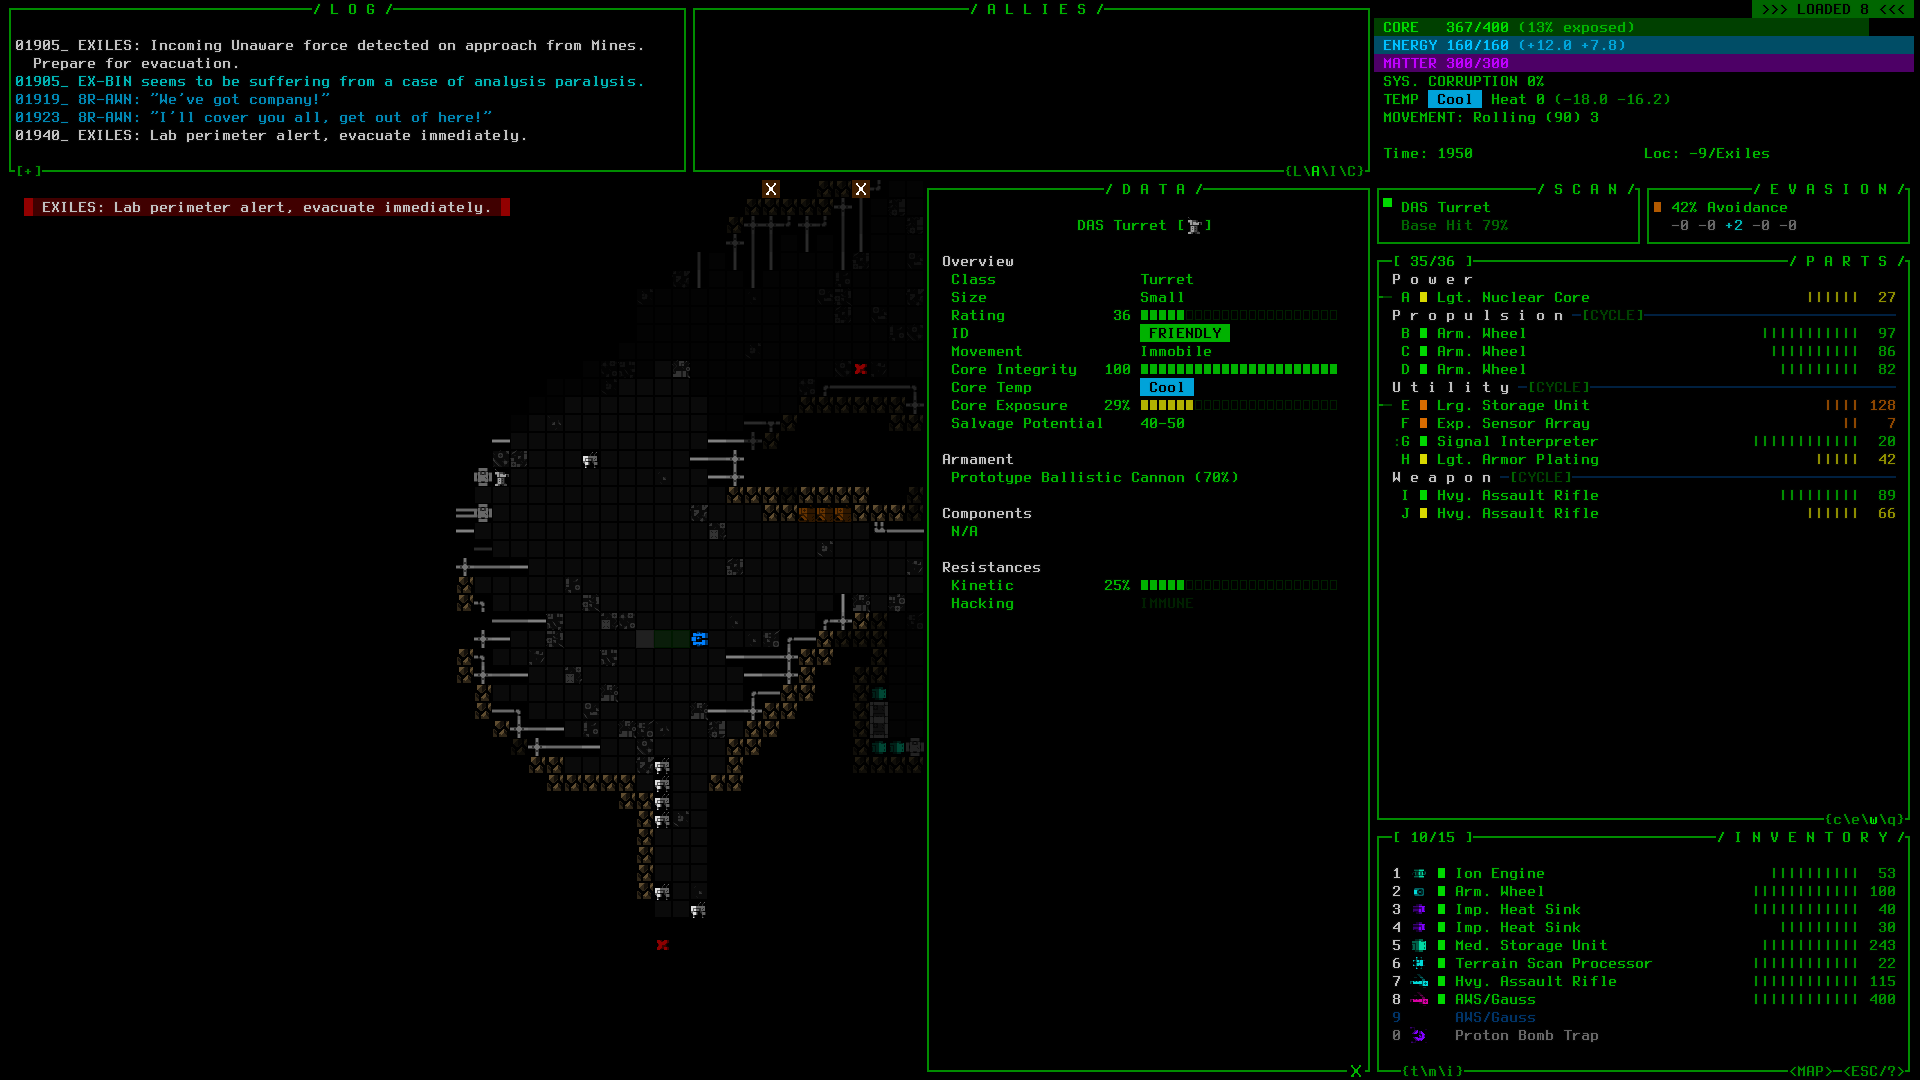 / L O G /
01905_ EXILES: Incoming Unaware force detected on approach from Mines.
Prepare for evacuation.
01905_ EX-BIN seems to be suffering from a case of analysis paralysis.
01919_ 8R-AWN: "We've got company!"
01923_ 8R-AWN: "I'll cover you all, get out of here!"
01940_ EXILES: Lab perimeter alert, evacuate immediately.
[+]
/ A L L I E S /
{L\A\I\C}
>>> LOADED 8 <<<
CORE 367/400 (13% exposed)
ENERGY 160/160 (+12.0 +7.8)
MATTER 300/300
SYS. CORRUPTION 0%
TEMP Cool Heat 0 (-18.0 -16.2)
MOVEMENT: Rolling (90) 3
Time: 1950 Loc: -9/Exiles
EXILES: Lab perimeter alert, evacuate immediately.
X X
/ D A T A /
DAS Turret [ ]
Overview
Class Turret
Size Small
Rating 36
ID FRIENDLY
Movement Immobile
Core Integrity 100
Core Temp Cool
Core Exposure 29%
Salvage Potential 40-50
Armament
Prototype Ballistic Cannon (70%)
Components
N/A
Resistances
Kinetic 25%
Hacking IMMUNE
X
/ S C A N /
DAS Turret
Base Hit 79%
/ E V A S I O N /
42% Avoidance
-0 -0 +2 -0 -0
[ 35/36 ] / P A R T S /
P o w e r
A Lgt. Nuclear Core 27
P r o p u l s i o n [CYCLE]
B Arm. Wheel 97
C Arm. Wheel 86
D Arm. Wheel 82
U t i l i t y [CYCLE]
E Lrg. Storage Unit 128
F Exp. Sensor Array 7
:G Signal Interpreter 20
H Lgt. Armor Plating 42
W e a p o n [CYCLE]
I Hvy. Assault Rifle 89
J Hvy. Assault Rifle 66
{c\e\w\q}
[ 10/15 ] / I N V E N T O R Y /
1 Ion Engine 53
2 Arm. Wheel 100
3 Imp. Heat Sink 40
4 Imp. Heat Sink 30
5 Med. Storage Unit 243
6 Terrain Scan Processor 22
7 Hvy. Assault Rifle 115
8 AWS/Gauss 400
9 AWS/Gauss
0 Proton Bomb Trap
{t\m\i} <MAP> <ESC/?>